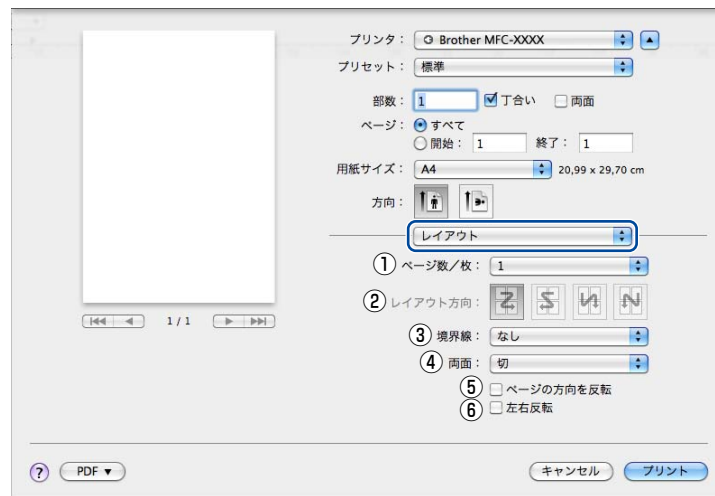 プリンタ： Brother MFC-XXXX
プリセット： 標準
部数： 1 丁合い 両面
ページ： すべて
開始： 1 終了： 1
用紙サイズ： A4 20,99 x 29,70 cm
方向：
レイアウト
① ページ数／枚： 1
② レイアウト方向：
③ 境界線： なし
④ 両面： 切
⑤ ページの方向を反転
⑥ 左右反転
1 / 1
? PDF ▼ キャンセル プリント